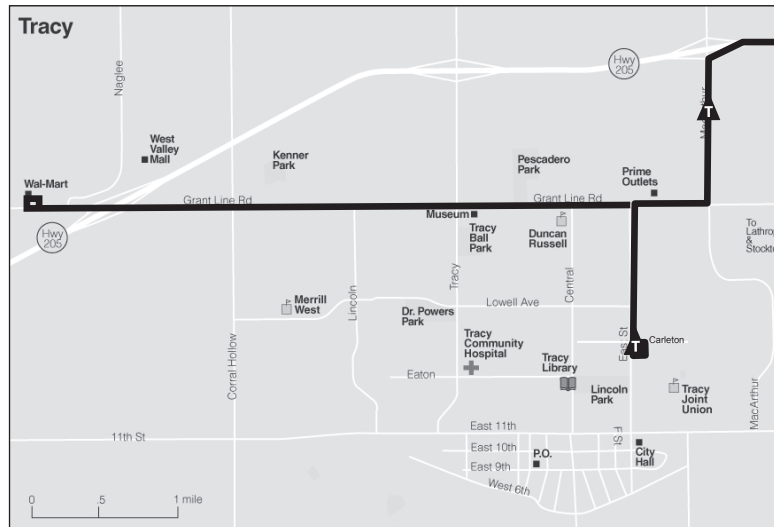 Tracy
Naglee
Hwy
205
West
Valley
Mall
Kenner
Park
Pescadero
Park
Prime
Outlets
Wal-Mart
Grant Line Rd
Grant Line Rd
T
Museum
Tracy
Ball
Park
Duncan
Russell
Hwy
205
To
Lathrop
&
Merrill
West
Lincoln
Tracy
Central
Lowell Ave
Dr. Powers
Park
Corral Hollow
Tracy
Community
Hospital
Tracy
Library
East St
T
Carleton
Eaton
Lincoln
Park
Tracy
Joint
Union
MacArthur
11th St
East 11th
F St
East 10th
P.O.
City
Hall
East 9th
West 6th
0 .5 1 mile